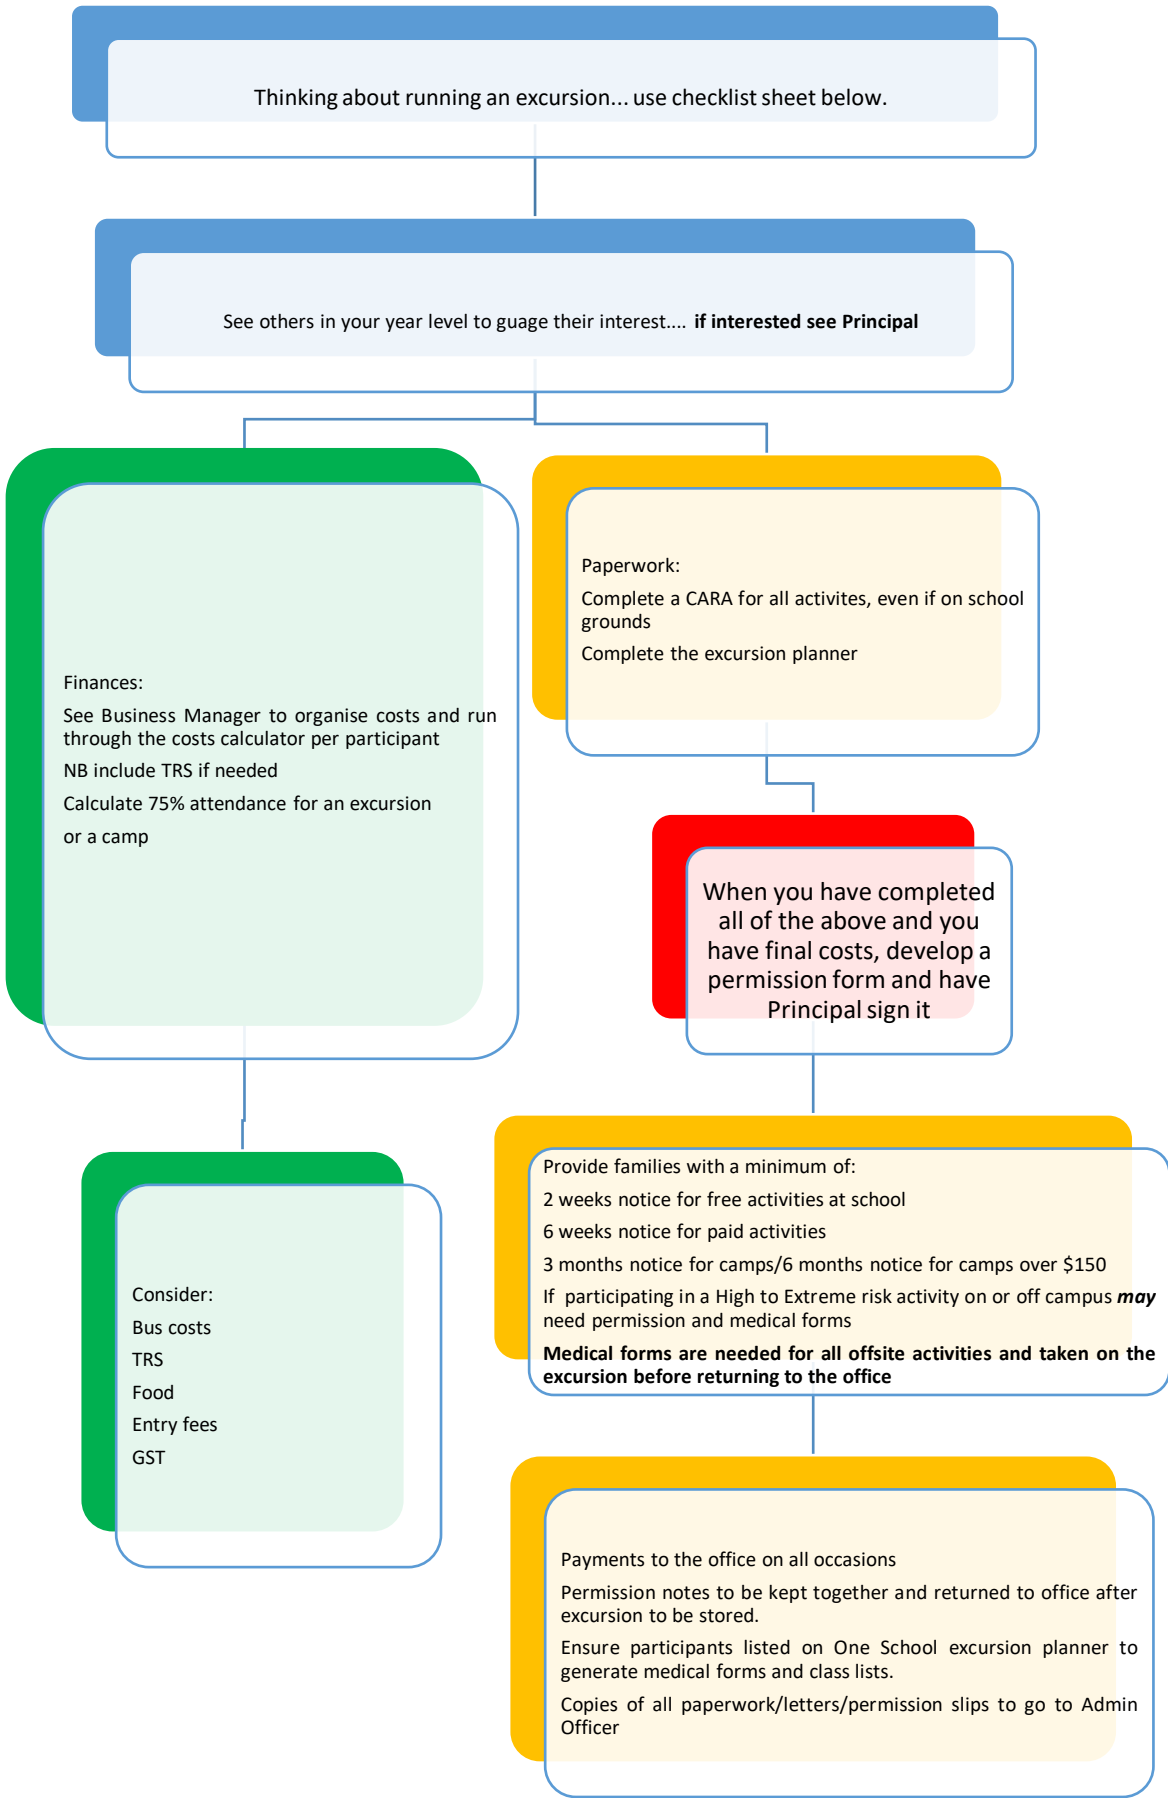 Thinking about running an excursion... use checklist sheet below.
See others in your year level to guage their interest.... if interested see Principal
Finances:
See Business Manager to organise costs and run
through the costs calculator per participant
NB include TRS if needed
Calculate 75% attendance for an excursion
or a camp
Consider:
Bus costs
TRS
Food
Entry fees
GST
Paperwork:
Complete a CARA for all activites, even if on school
grounds
Complete the excursion planner
When you have completed
all of the above and you
have final costs, develop a
permission form and have
Principal sign it
Provide families with a minimum of:
2 weeks notice for free activities at school
6 weeks notice for paid activities
3 months notice for camps/6 months notice for camps over $150
If participating in a High to Extreme risk activity on or off campus may
need permission and medical forms
Medical forms are needed for all offsite activities and taken on the
excursion before returning to the office
Payments to the office on all occasions
Permission notes to be kept together and returned to office after
excursion to be stored.
Ensure participants listed on One School excursion planner to
generate medical forms and class lists.
Copies of all paperwork/letters/permission slips to go to Admin
Officer